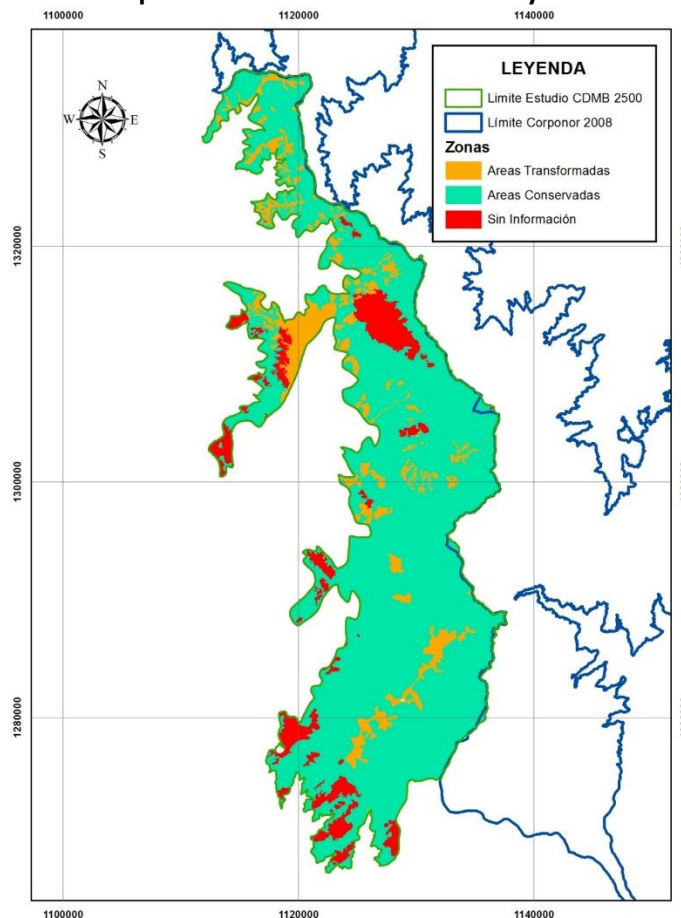 1100000 1120000 1140000
LEYENDA
Limite Estudio CDMB 2500
Límite Corponor 2008
Zonas
Areas Transformadas
Areas Conservadas
Sin Información
N
W E
S
1320000
1300000
1280000
1100000 1120000 1140000